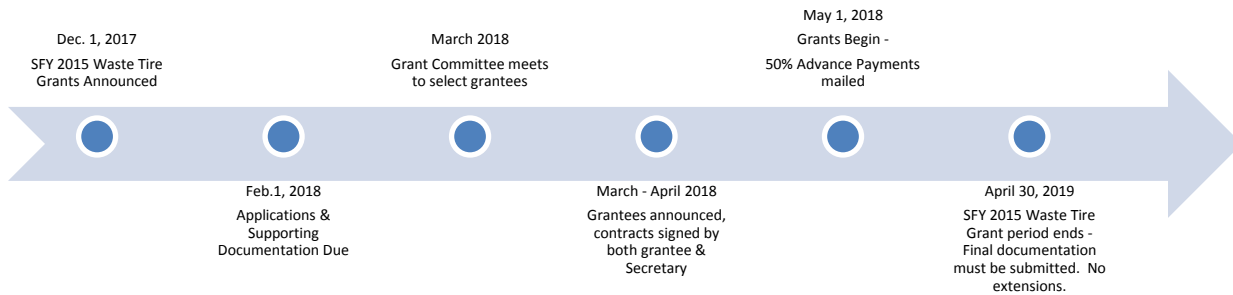 Dec. 1, 2017
SFY 2015 Waste Tire
Grants Announced
Feb.1, 2018
Applications &
Supporting
Documentation Due
March 2018
Grant Committee meets
to select grantees
March - April 2018
Grantees announced,
contracts signed by
both grantee &
Secretary
May 1, 2018
Grants Begin -
50% Advance Payments
mailed
April 30, 2019
SFY 2015 Waste Tire
Grant period ends -
Final documentation
must be submitted.  No
extensions.